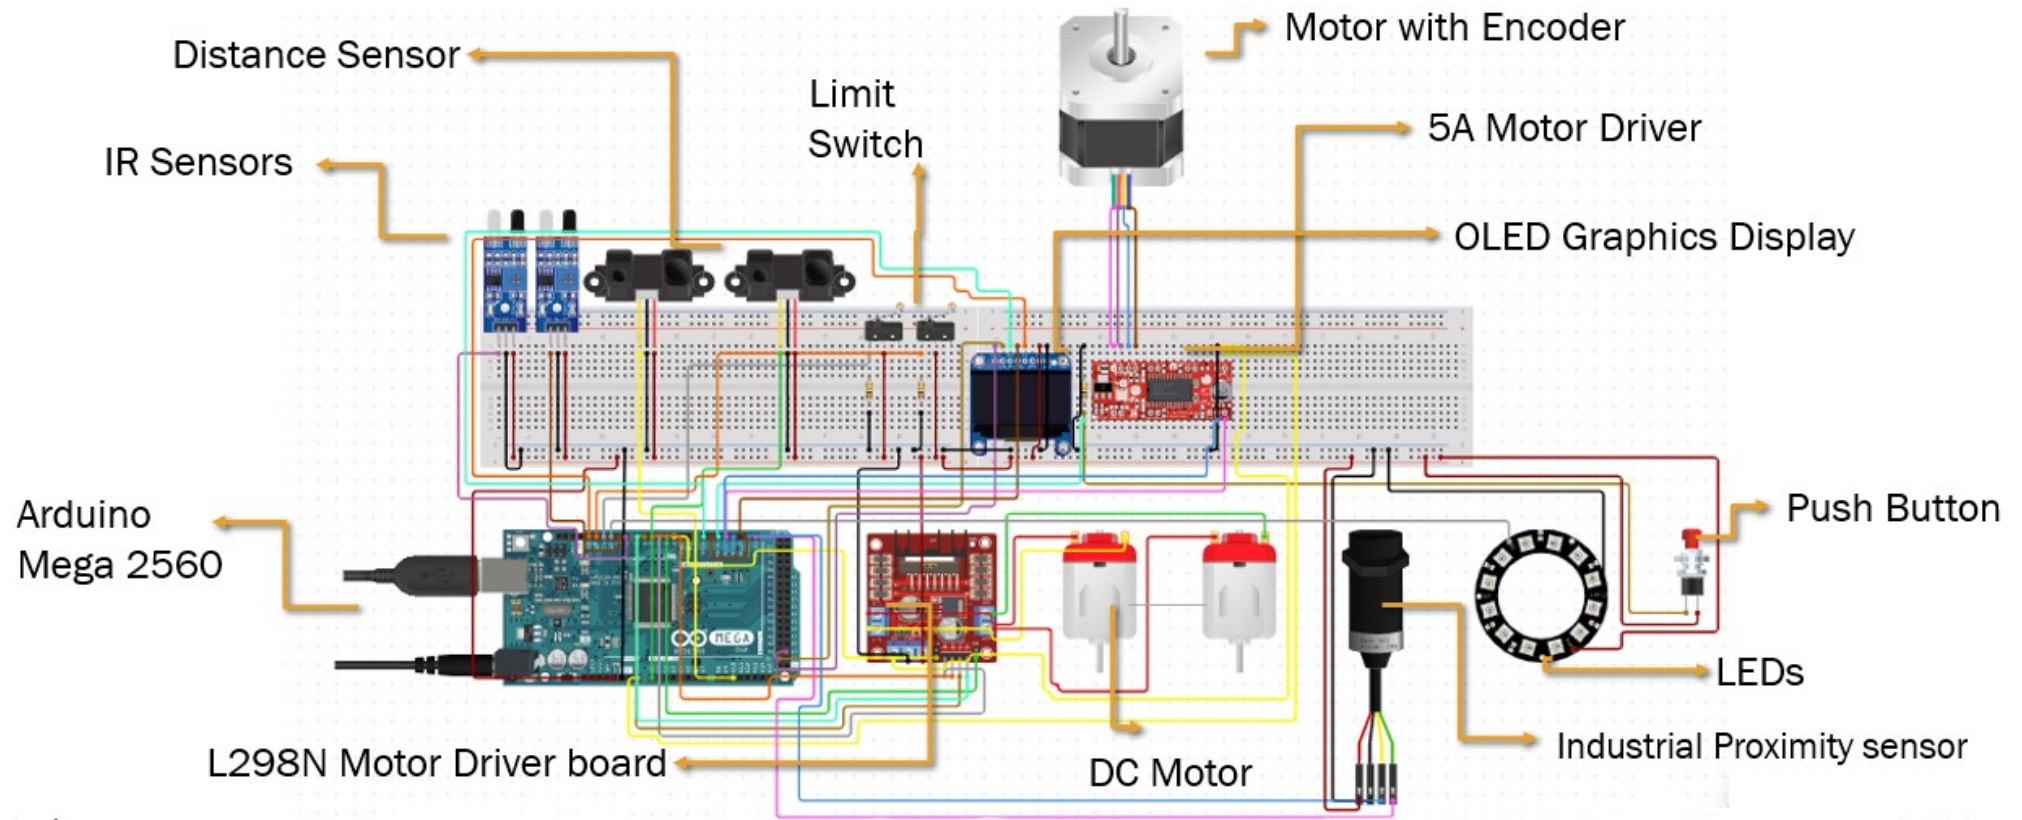 Motor with Encoder
Distance Sensor
Limit
Switch
5A Motor Driver
IR Sensors
OLED Graphics Display
Arduino
Mega 2560
Push Button
MEGA
LEDs
Industrial Proximity sensor
L298N Motor Driver board
DC Motor